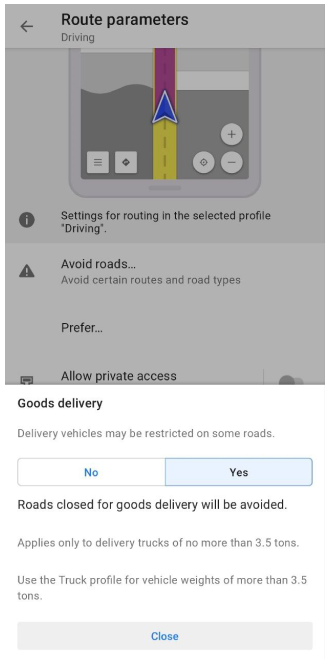 Route parameters
Driving
Settings for routing in the selected profile
"Driving".
Avoid roads...
Avoid certain routes and road types
Prefer...
Allow private access
Goods delivery
Delivery vehicles may be restricted on some roads.
No Yes
Roads closed for goods delivery will be avoided.
Applies only to delivery trucks of no more than 3.5 tons.
Use the Truck profile for vehicle weights of more than 3.5
tons.
Close